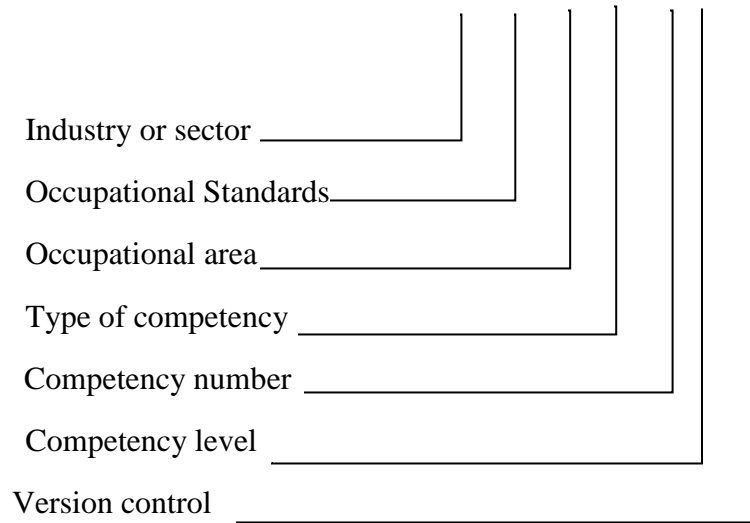 Industry or sector
Occupational Standards
Occupational area
Type of competency
Competency number
Competency level
Version control